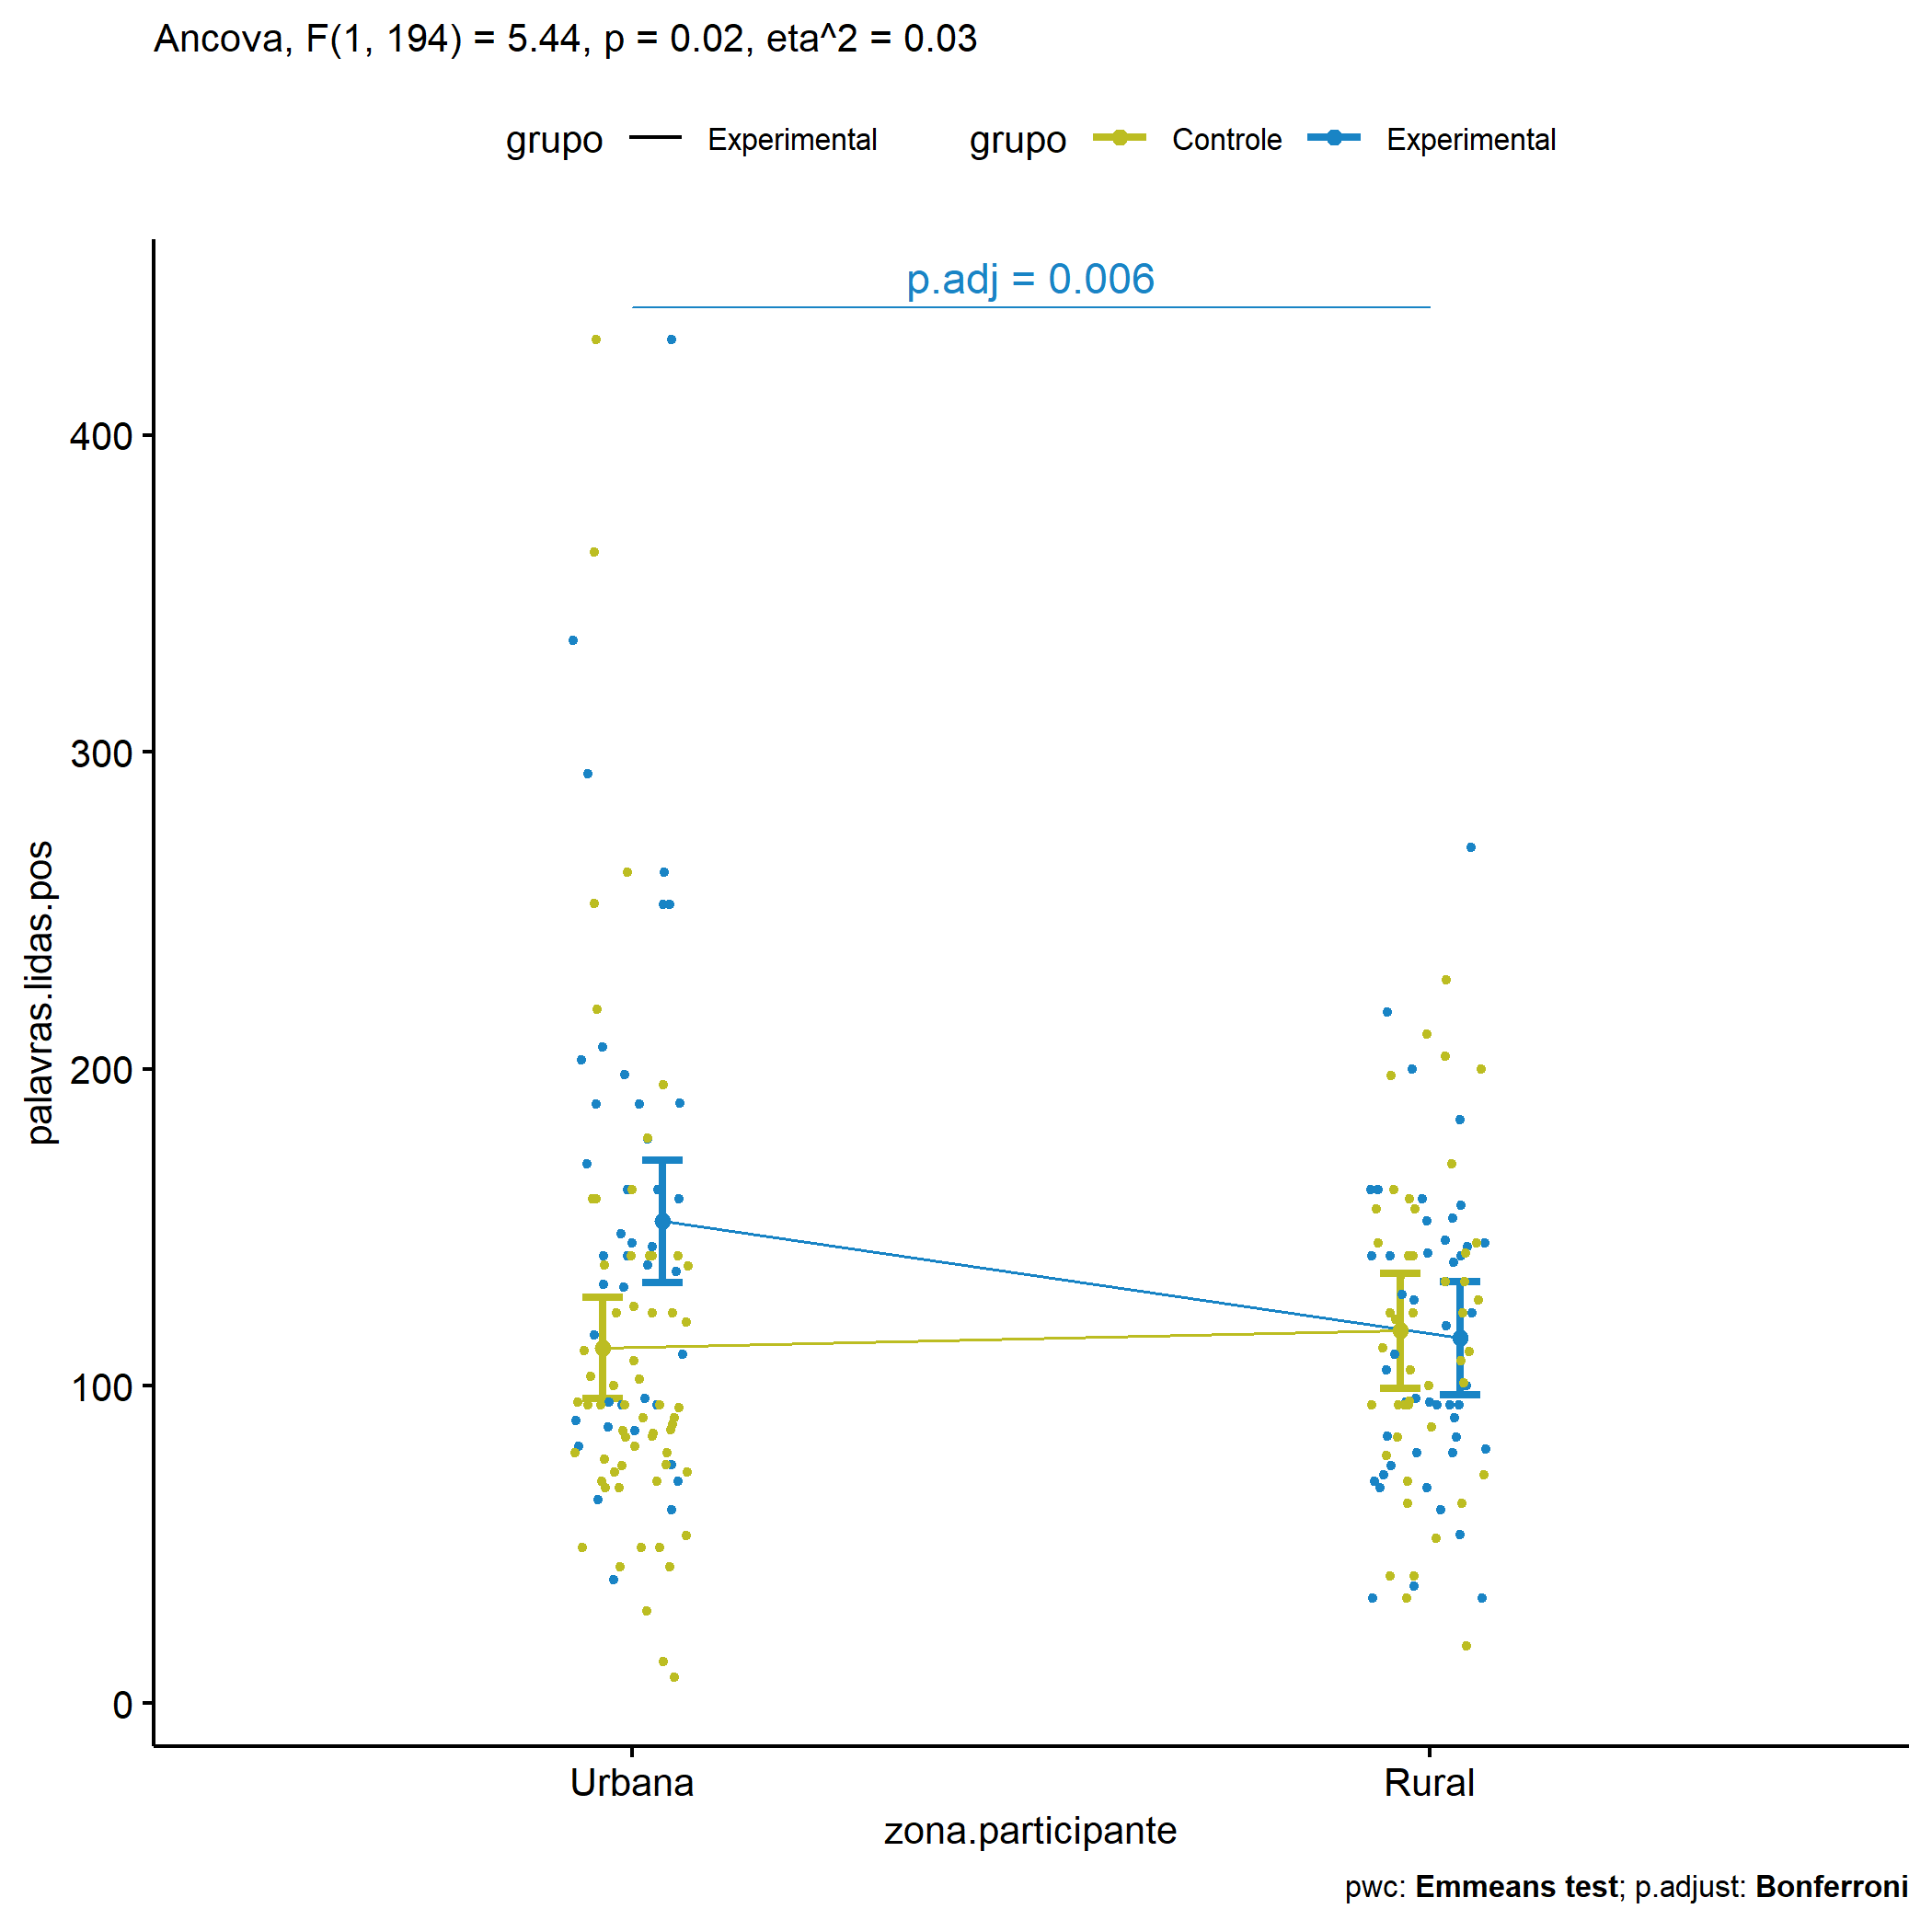 Ancova, F(1, 194) = 5.44, p = 0.02, eta^2 = 0.03
grupo Experimental grupo Controle Experimental
p.adj = 0.006
400
300
200
100
0
palavras.lidas.pos
Urbana Rural
zona.participante
pwc: Emmeans test; p.adjust: Bonferroni